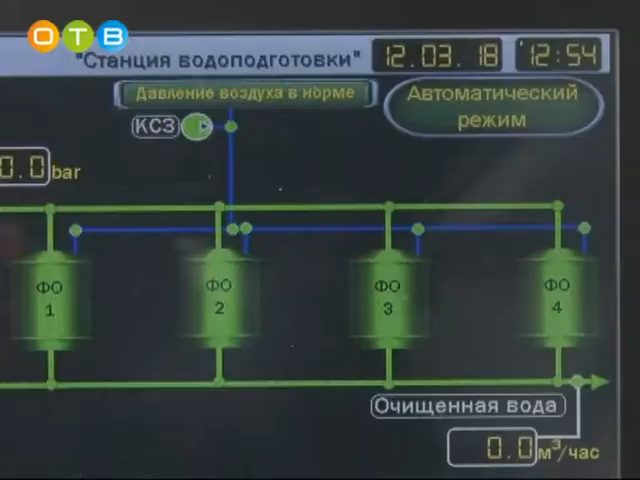 ОТВ
"Станция водоподготовки" 12.03.18 12:54
Давление воздуха в норме
Автоматический
режим
КСЗ
0.0 bar
ФО
1
ФО
2
ФО
3
ФО
4
Очищенная вода
0.0 м³/час